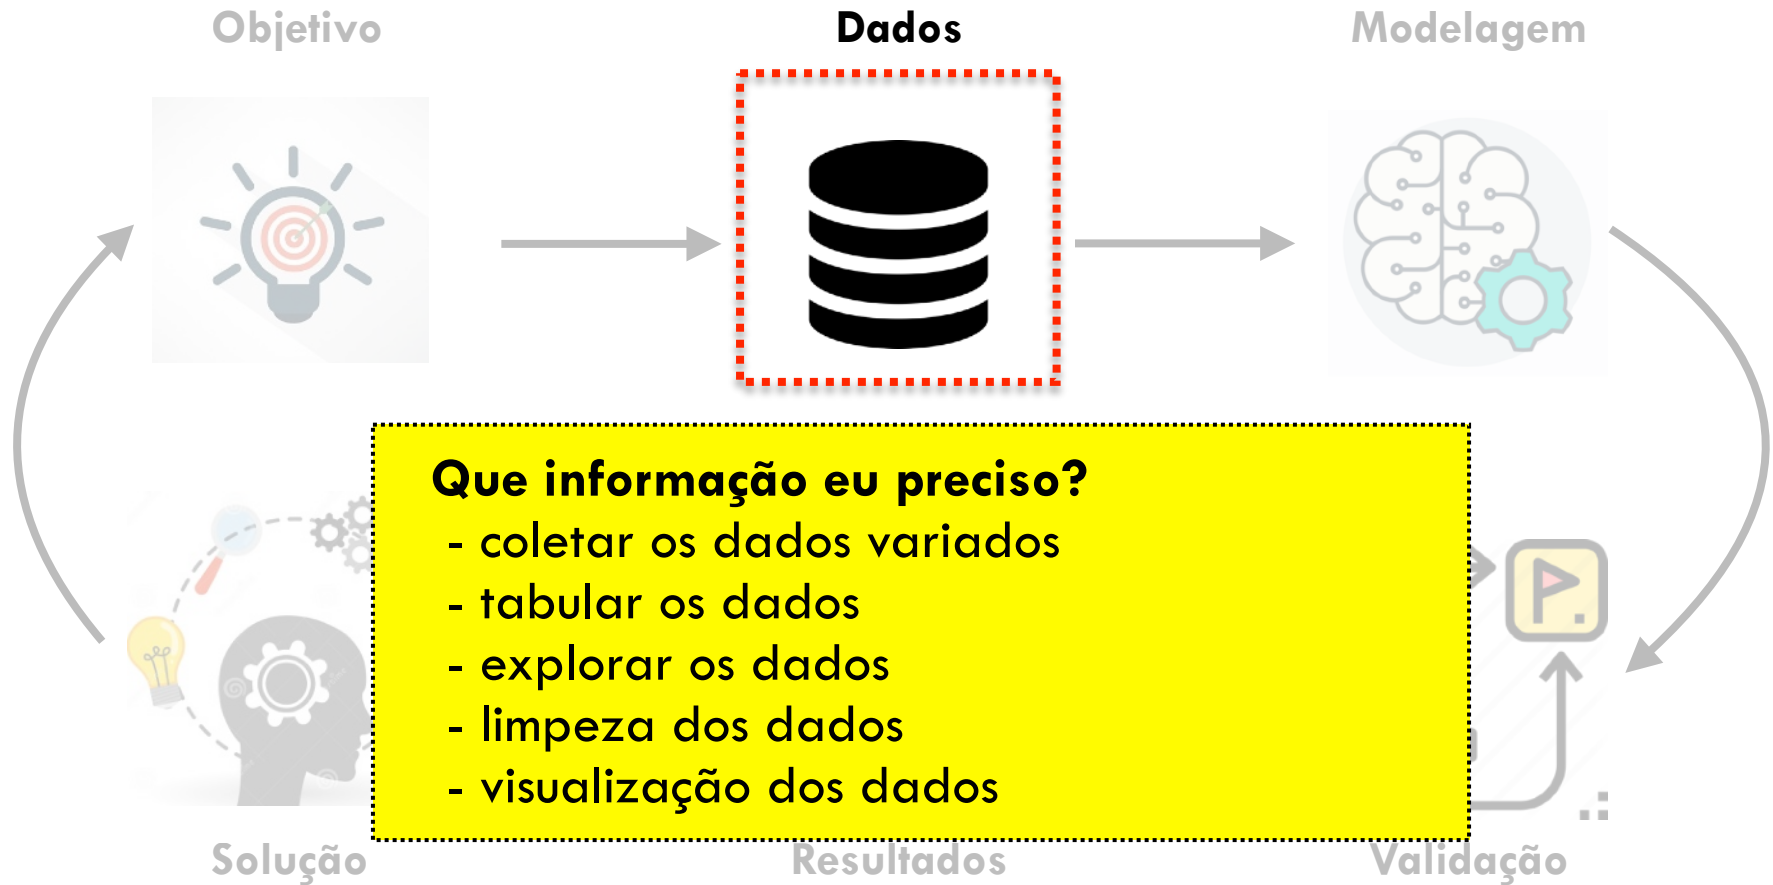 Objetivo
Dados
Modelagem
Que informação eu preciso?
- coletar os dados variados
- tabular os dados
- explorar os dados
- limpeza dos dados
- visualização dos dados
Solução
Resultados
Validação